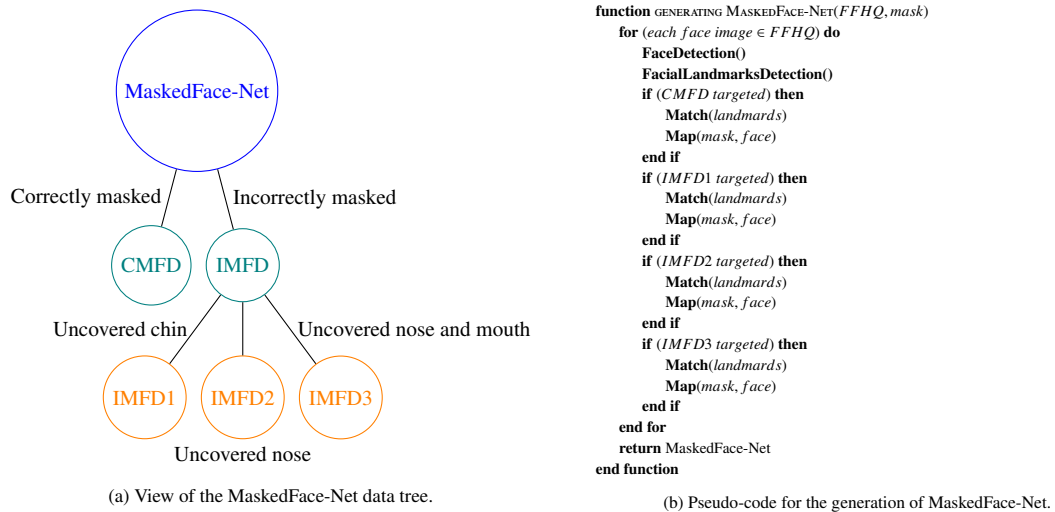 MaskedFace-Net
Correctly masked
Incorrectly masked
CMFD
IMFD
Uncovered chin
Uncovered nose and mouth
IMFD1
IMFD2
IMFD3
Uncovered nose
(a) View of the MaskedFace-Net data tree.
function GENERATING MASKEDFACE-NET(FFHQ, mask)
for (each face image ∈ FFHQ) do
FaceDetection()
FacialLandmarksDetection()
if (CMFD targeted) then
Match(landmards)
Map(mask, face)
end if
if (IMFD1 targeted) then
Match(landmards)
Map(mask, face)
end if
if (IMFD2 targeted) then
Match(landmards)
Map(mask, face)
end if
if (IMFD3 targeted) then
Match(landmards)
Map(mask, face)
end if
end for
return MaskedFace-Net
end function
(b) Pseudo-code for the generation of MaskedFace-Net.